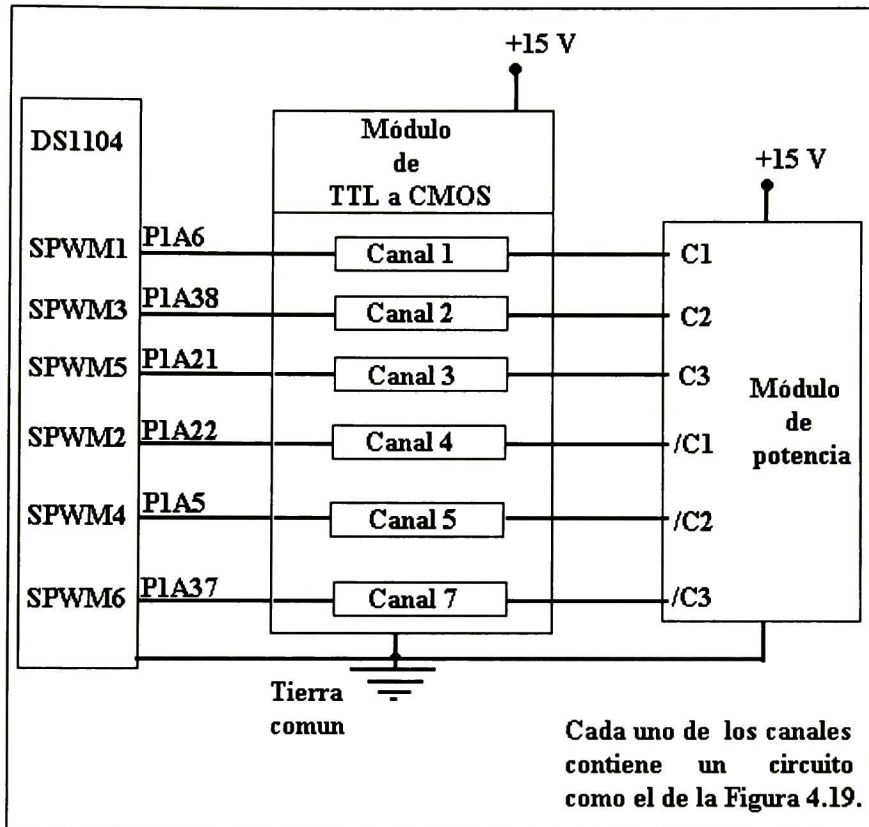 +15 V
DS1104
Módulo
de
TTL a CMOS
+15 V
SPWM1 P1A6 Canal 1 C1
SPWM3 P1A38 Canal 2 C2
SPWM5 P1A21 Canal 3 C3
Módulo
de
potencia
SPWM2 P1A22 Canal 4 /C1
SPWM4 P1A5 Canal 5 /C2
SPWM6 P1A37 Canal 7 /C3
Tierra
comun
Cada uno de los canales
contiene un circuito
como el de la Figura 4.19.